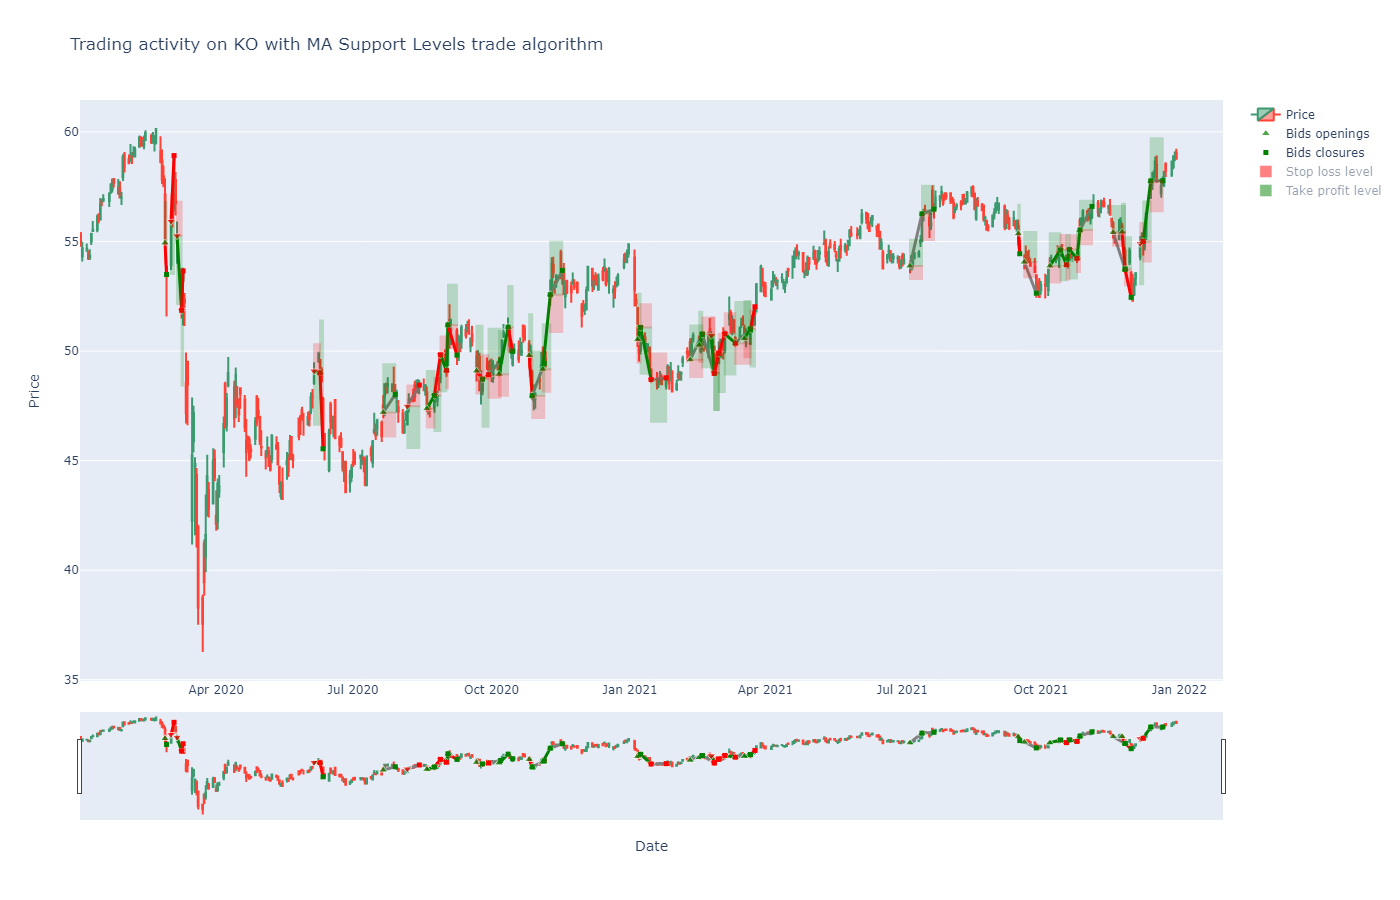 Trading activity on KO with MA Support Levels trade algorithm
Price
Bids openings
Bids closures
Stop loss level
Take profit level
60
55
50
45
40
35
Price
Apr 2020
Jul 2020
Oct 2020
Jan 2021
Apr 2021
Jul 2021
Oct 2021
Jan 2022
Date